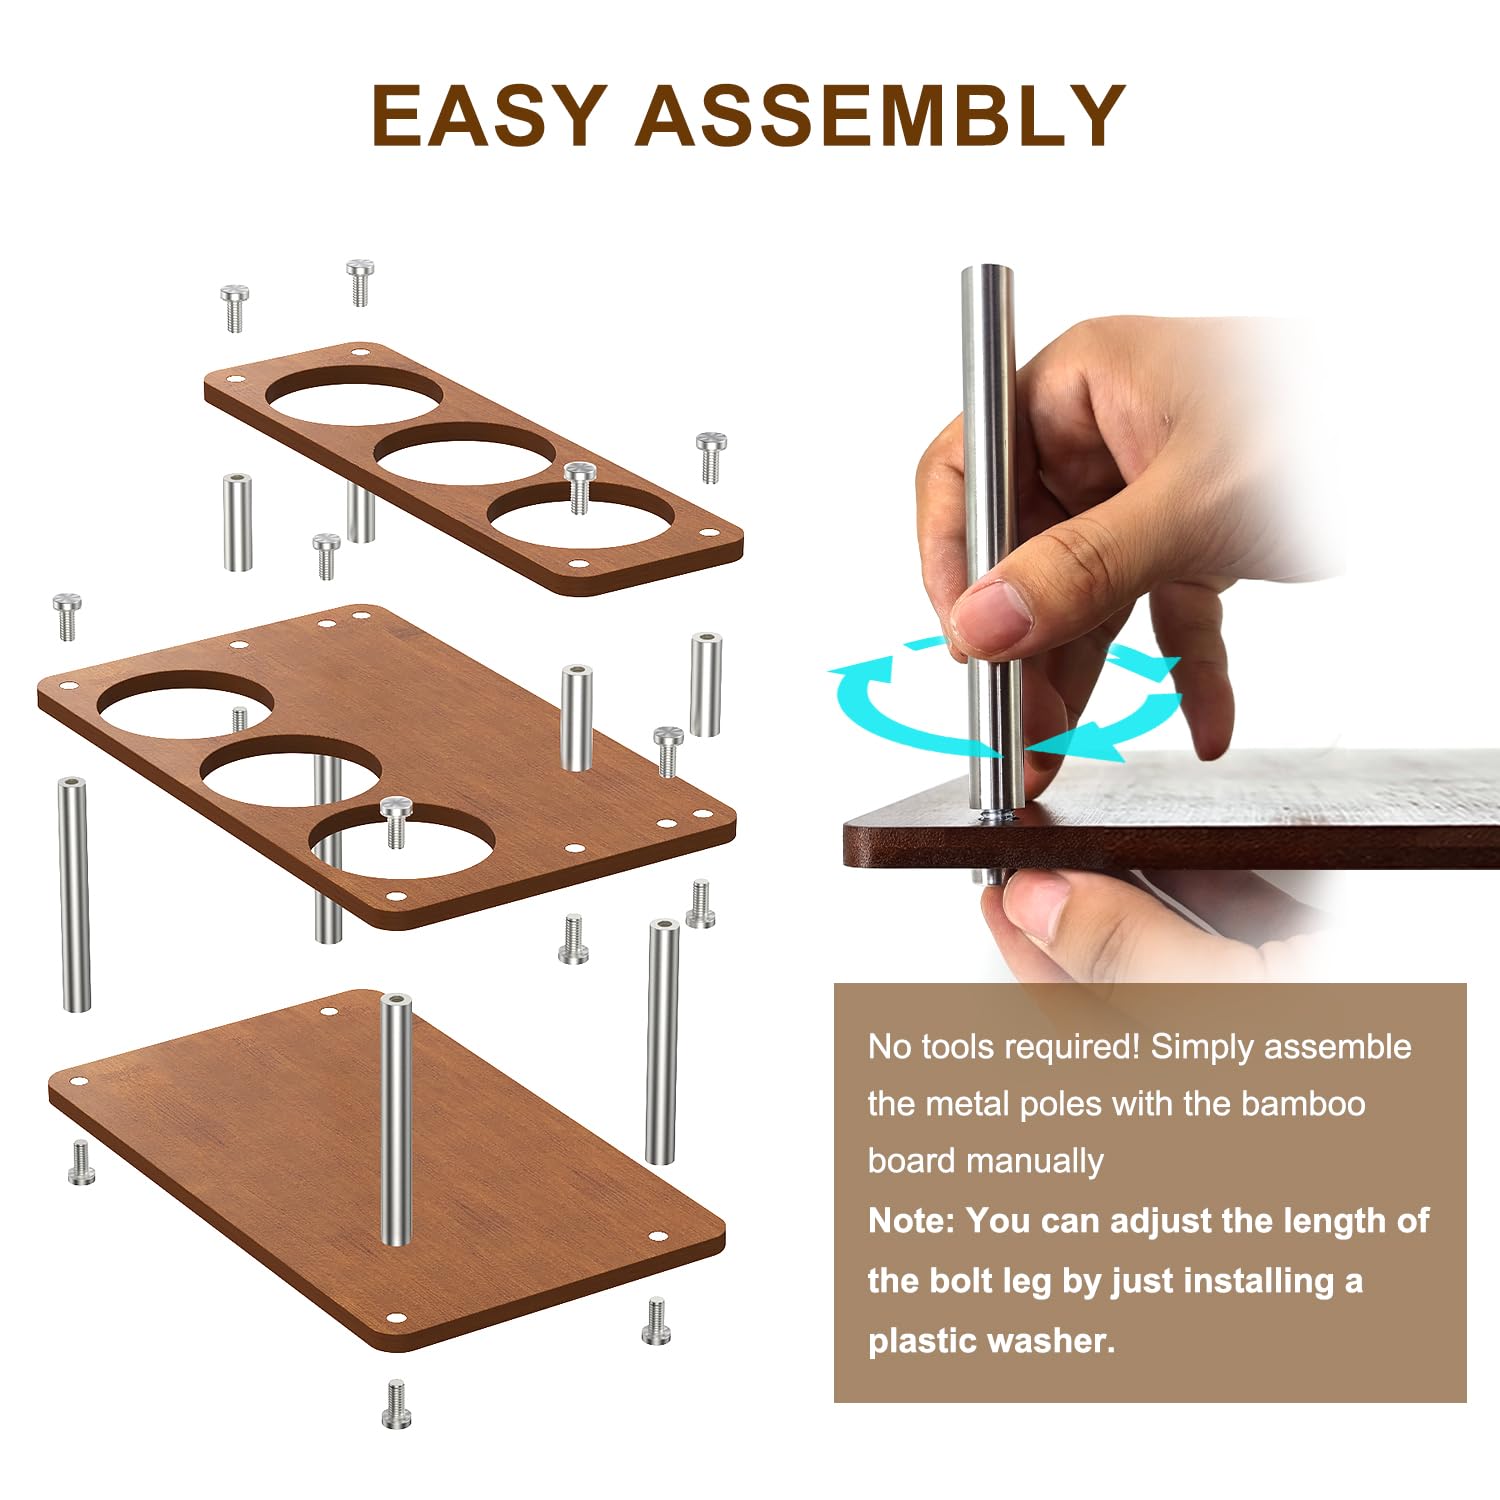 EASY ASSEMBLY
No tools required! Simply assemble
the metal poles with the bamboo
board manually
Note: You can adjust the length of
the bolt leg by just installing a
plastic washer.